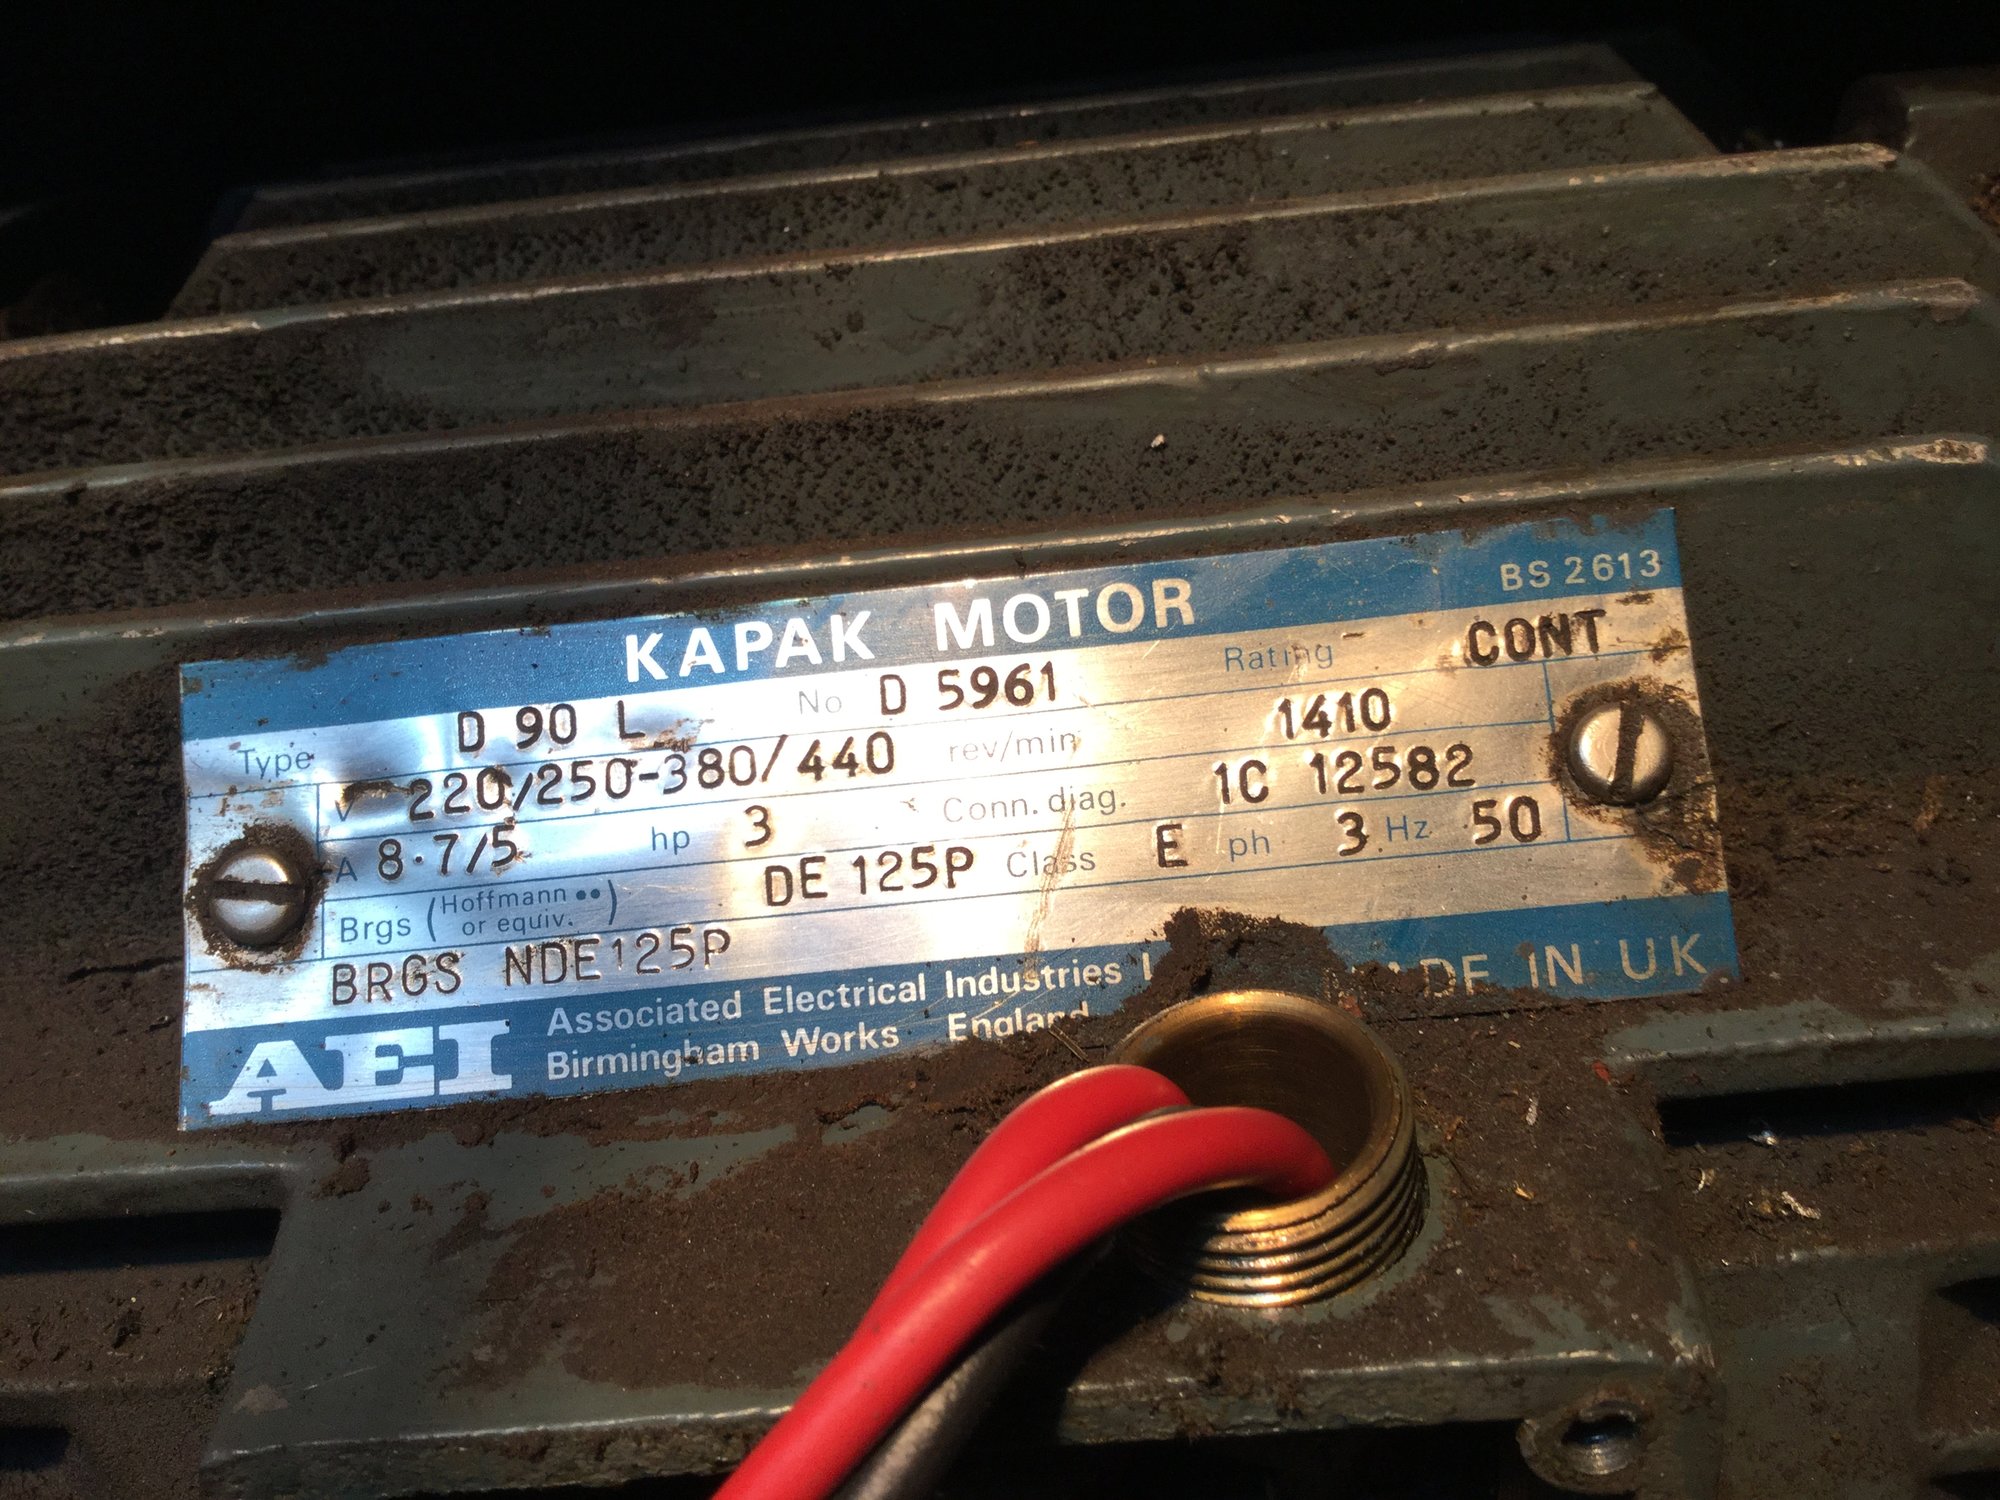 KAPAK MOTOR BS 2613
Type D 90 L No D 5961 Rating CONT
V 220/250-380/440 rev/min 1410
A 8·7/5 hp 3 Conn. diag. 1C 12582
Brgs (Hoffmann •• or equiv.) DE 125P Class E ph 3 Hz 50
BRGS NDE125P
AEI Associated Electrical Industries MADE IN UK
Birmingham Works England